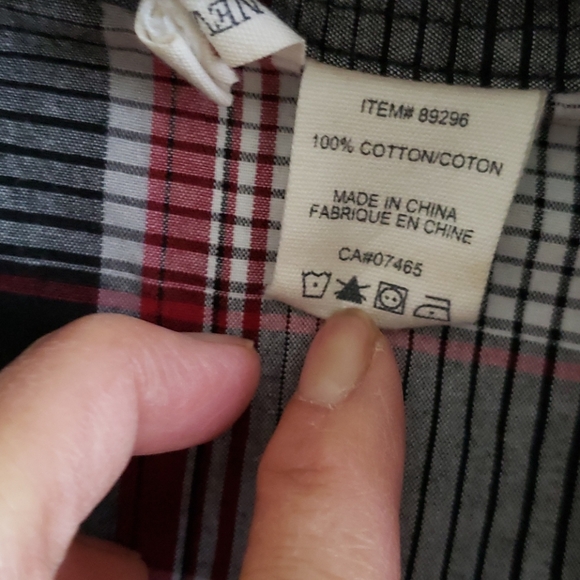 ITEM# 89296
100% COTTON/COTON
MADE IN CHINA
FABRIQUE EN CHINE
CA#07465